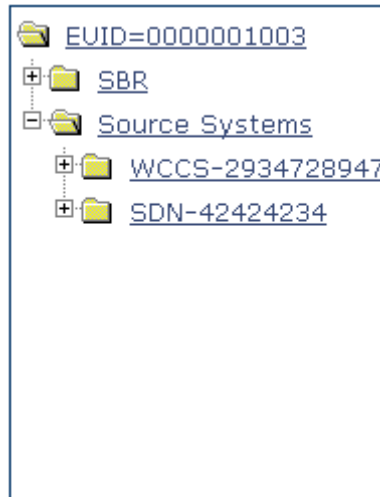 EUID=0000001003
SBR
Source Systems
WCCS-2934728947
SDN-42424234